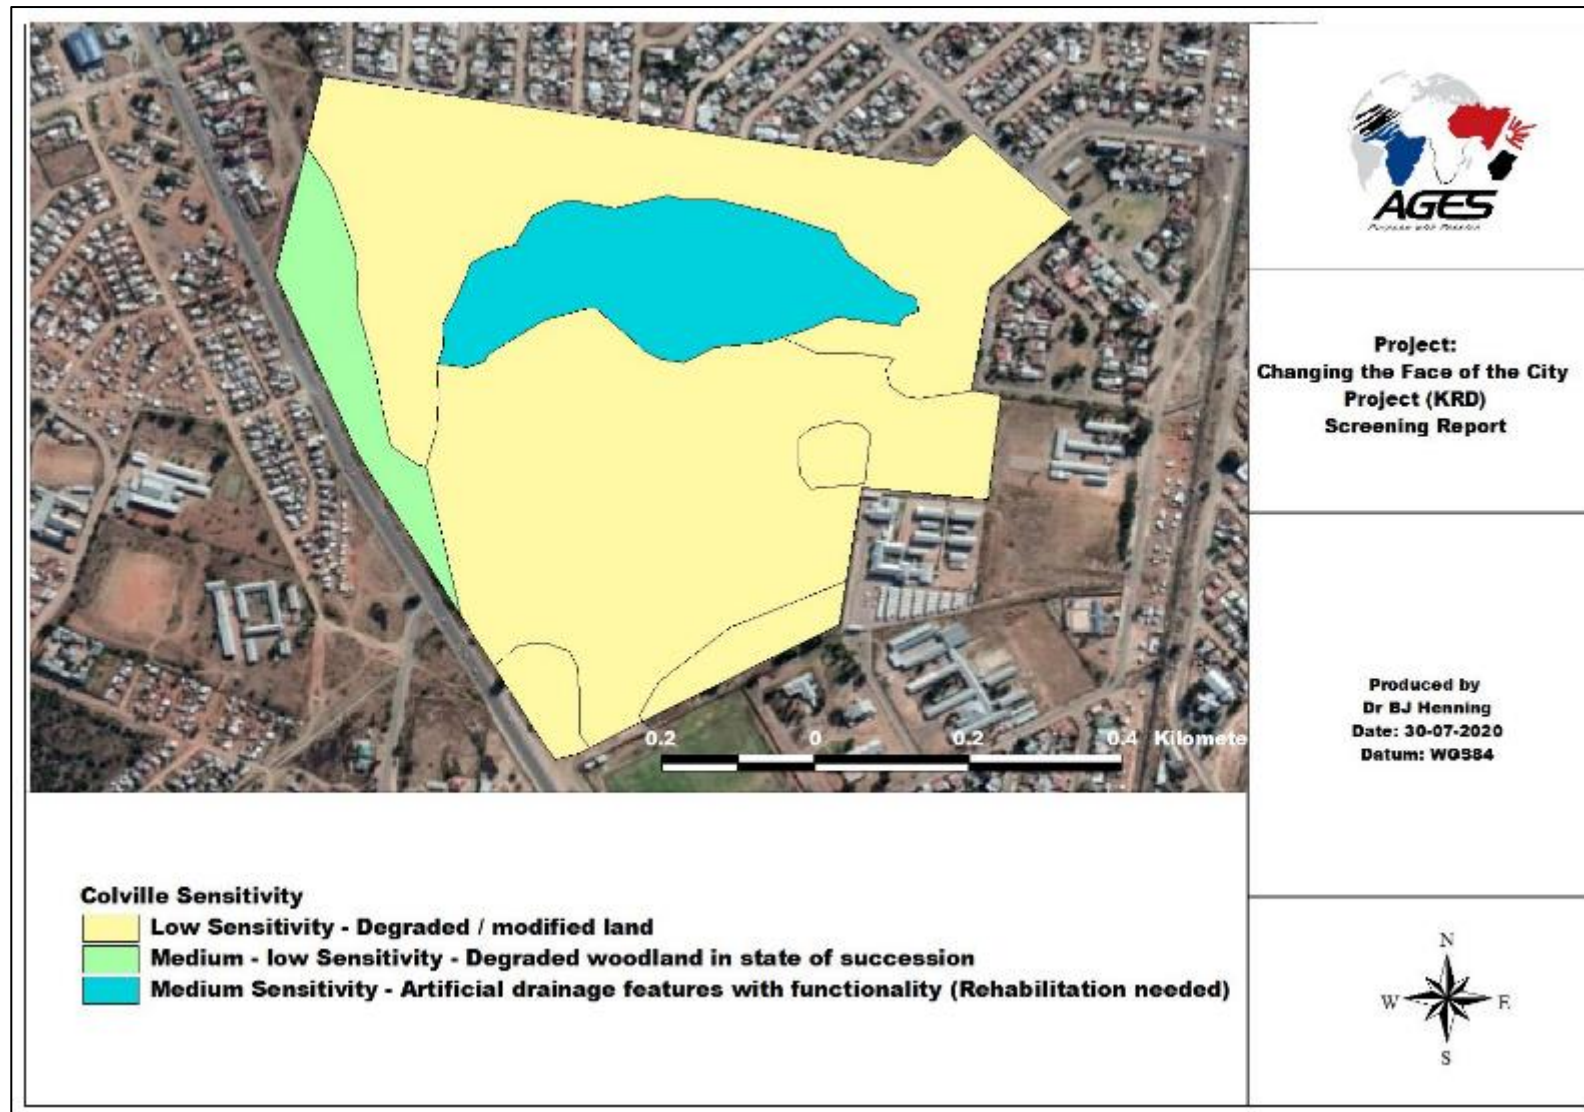 0.2 0 0.2 0.4 Kilomete
Colville Sensitivity
Low Sensitivity - Degraded / modified land
Medium - low Sensitivity - Degraded woodland in state of succession
Medium Sensitivity - Artificial drainage features with functionality (Rehabilitation needed)
AGES
Project:
Changing the Face of the City
Project (KRD)
Screening Report
Produced by
Dr BJ Henning
Date: 30-07-2020
Datum: WGS84
N
W E
S